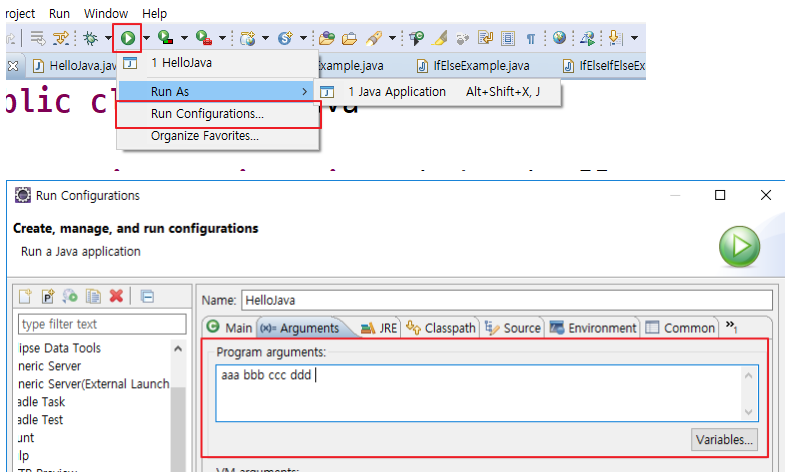 roject Run Window Help
HelloJava.jav
xample.java
IfElseExample.java
IfElseIfElseEx
1 HelloJava
Run As
1 Java Application Alt+Shift+X, J
Run Configurations...
Organize Favorites...
blic cl
va
Run Configurations
Create, manage, and run configurations
Run a Java application
Name: HelloJava
type filter text
Main (x)= Arguments JRE Classpath Source Environment Common »1
Program arguments:
aaa bbb ccc ddd
lipse Data Tools
neric Server
neric Server(External Launch
adle Task
adle Test
unt
lp
Variables...
VM arguments: